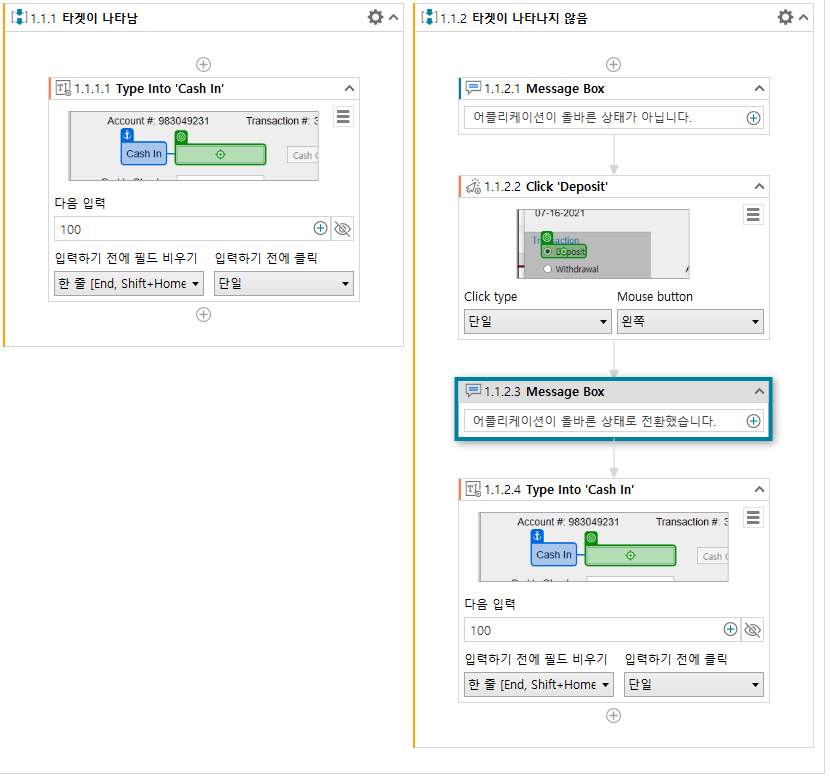 1.1.1 타겟이 나타남
1.1.1.1 Type Into 'Cash In'
Account #: 983049231 Transaction #: 3
Cash In
Cash
다음 입력
100
입력하기 전에 필드 비우기 입력하기 전에 클릭
한 줄 [End, Shift+Home 단일
1.1.2 타겟이 나타나지 않음
1.1.2.1 Message Box
어플리케이션이 올바른 상태가 아닙니다.
1.1.2.2 Click 'Deposit'
07-16-2021
Transaction
Deposit
Withdrawal
Click type Mouse button
단일 왼쪽
1.1.2.3 Message Box
어플리케이션이 올바른 상태로 전환했습니다.
1.1.2.4 Type Into 'Cash In'
Account #: 983049231 Transaction #: 3
Cash In
Cash
다음 입력
100
입력하기 전에 필드 비우기 입력하기 전에 클릭
한 줄 [End, Shift+Home 단일